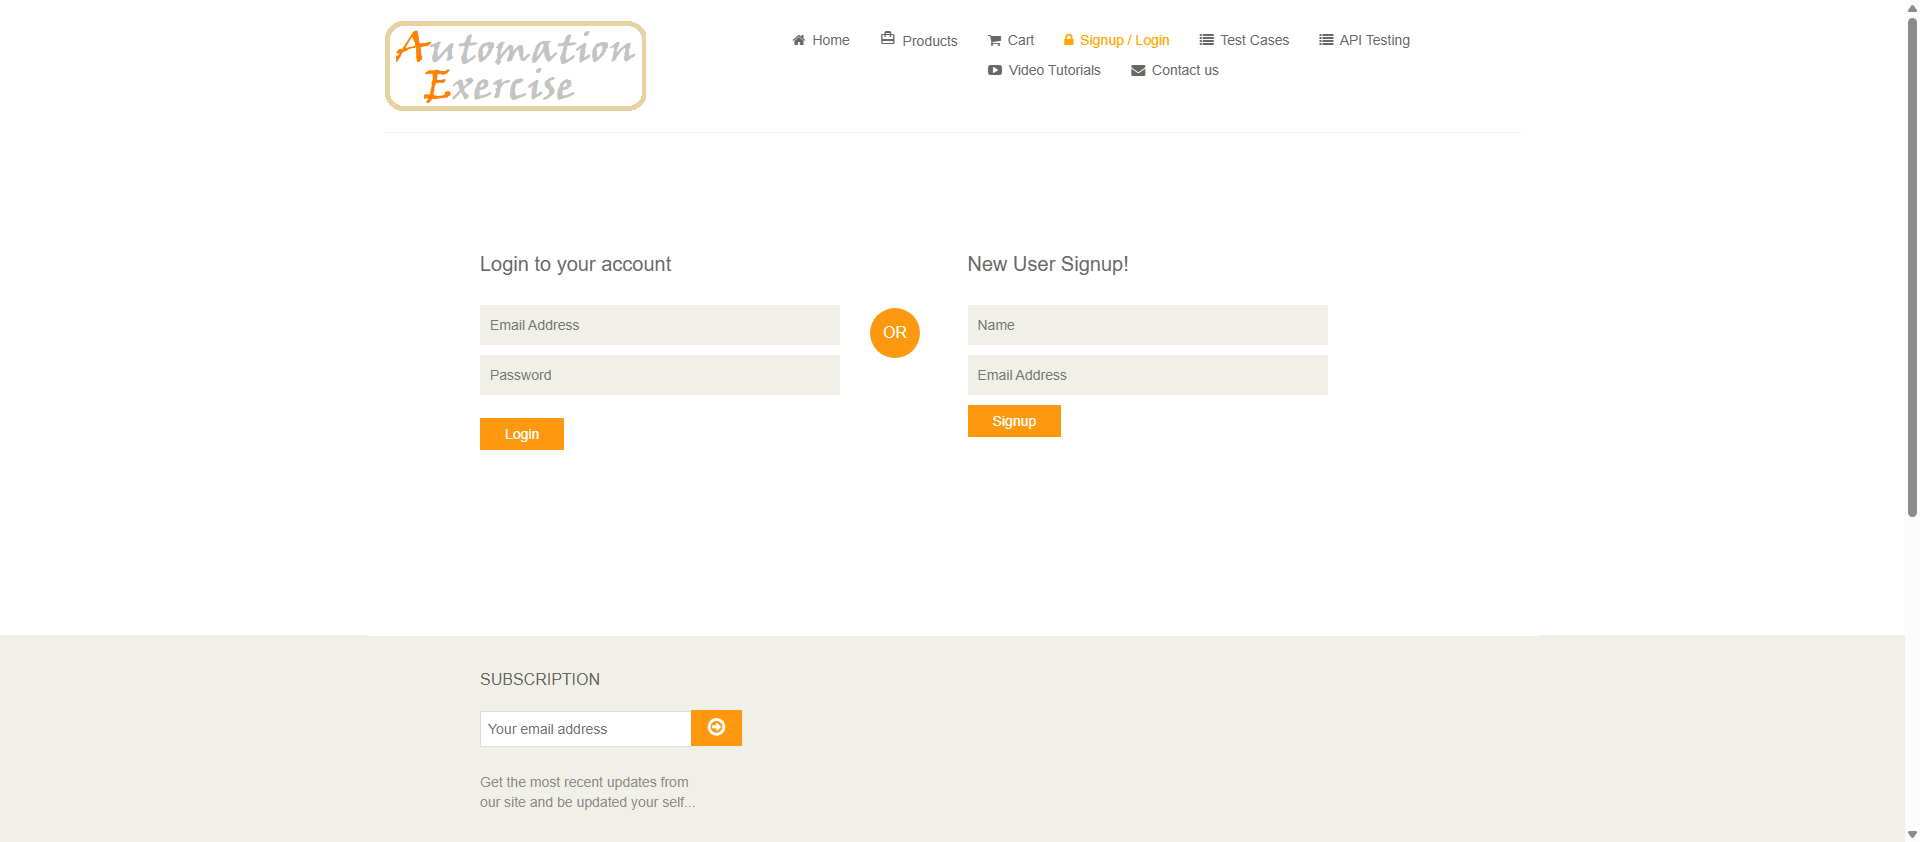 Automation
Exercise
Home Products Cart Signup / Login Test Cases API Testing
Video Tutorials Contact us
Login to your account
Email Address
Password
Login
OR
New User Signup!
Name
Email Address
Signup
SUBSCRIPTION
Your email address
Get the most recent updates from
our site and be updated your self...